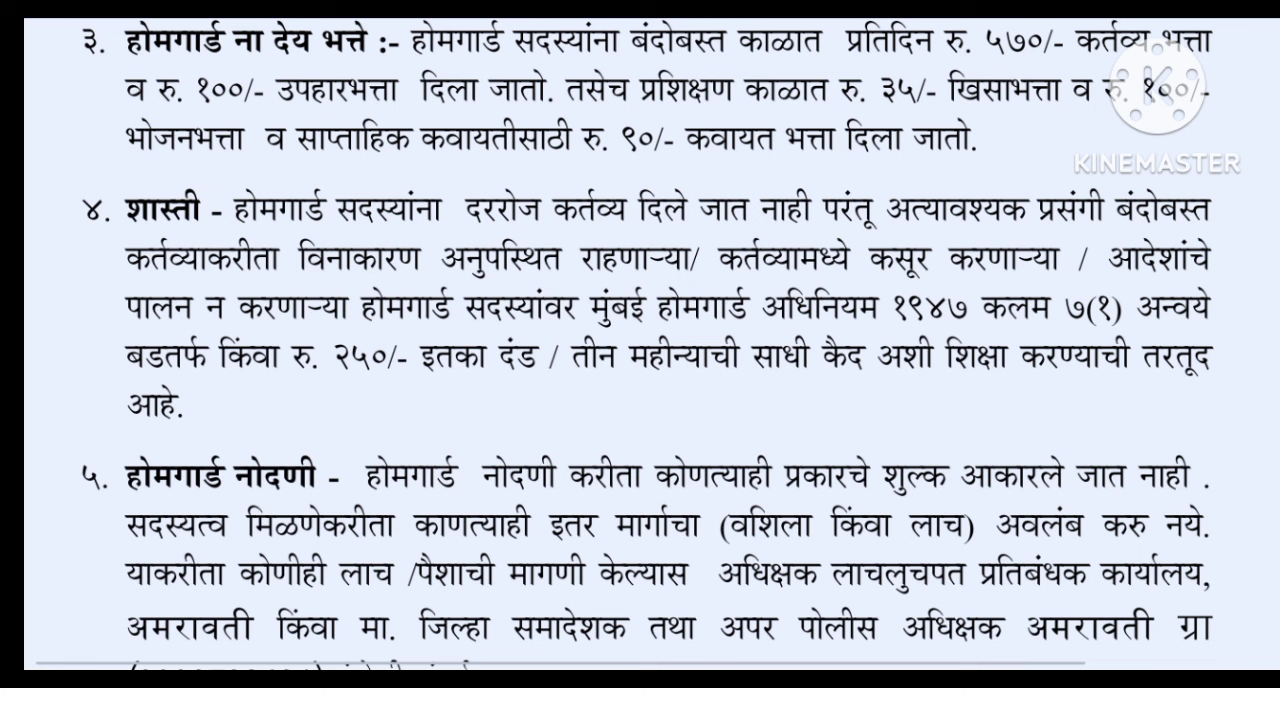 ३. होमगार्ड ना देय भत्ते :- होमगार्ड सदस्यांना बंदोबस्त काळात प्रतिदिन रु. ५७०/- कर्तव्य भत्ता
व रु. १००/- उपहारभत्ता दिला जातो. तसेच प्रशिक्षण काळात रु. ३५/- खिसाभत्ता व रु. १००/-
भोजनभत्ता व साप्ताहिक कवायतीसाठी रु. ९०/- कवायत भत्ता दिला जातो.
KINEMASTER
४. शास्ती - होमगार्ड सदस्यांना दररोज कर्तव्य दिले जात नाही परंतू अत्यावश्यक प्रसंगी बंदोबस्त
कर्तव्याकरीता विनाकारण अनुपस्थित राहणाऱ्या/ कर्तव्यामध्ये कसूर करणाऱ्या / आदेशांचे
पालन न करणाऱ्या होमगार्ड सदस्यांवर मुंबई होमगार्ड अधिनियम १९४७ कलम ७(१) अन्वये
बडतर्फ किंवा रु. २५०/- इतका दंड / तीन महीन्याची साधी कैद अशी शिक्षा करण्याची तरतूद
आहे.
५. होमगार्ड नोदणी - होमगार्ड नोदणी करीता कोणत्याही प्रकारचे शुल्क आकारले जात नाही .
सदस्यत्व मिळणेकरीता काणत्याही इतर मार्गाचा (वशिला किंवा लाच) अवलंब करु नये.
याकरीता कोणीही लाच /पैशाची मागणी केल्यास अधिक्षक लाचलुचपत प्रतिबंधक कार्यालय,
अमरावती किंवा मा. जिल्हा समादेशक तथा अपर पोलीस अधिक्षक अमरावती ग्रा